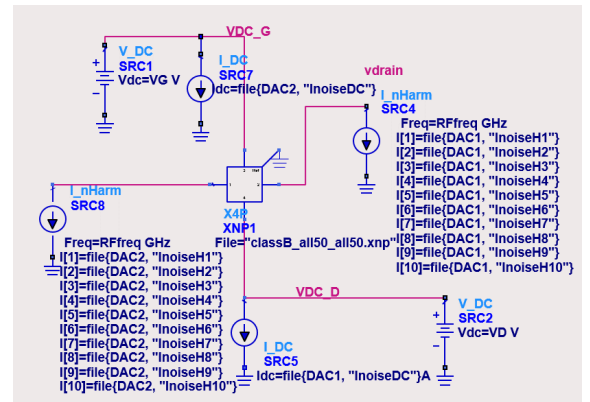 VDC_G
V_DC
SRC1
Vdc=VG V
I_DC
SRC7
Idc=file{DAC2, "InoiseDC"}
vdrain
I_nHarm
SRC4
Freq=RFfreq GHz
I[1]=file{DAC1, "InoiseH1"}
I[2]=file{DAC1, "InoiseH2"}
I[3]=file{DAC1, "InoiseH3"}
I[4]=file{DAC1, "InoiseH4"}
I[5]=file{DAC1, "InoiseH5"}
I[6]=file{DAC1, "InoiseH6"}
I[7]=file{DAC1, "InoiseH7"}
I[8]=file{DAC1, "InoiseH8"}
I[9]=file{DAC1, "InoiseH9"}
I[10]=file{DAC1, "InoiseH10"}
1
2
3
4
Ref
X4P
XNP1
File="classB_all50_all50.xnp"
I_nHarm
SRC8
Freq=RFfreq GHz
I[1]=file{DAC2, "InoiseH1"}
I[2]=file{DAC2, "InoiseH2"}
I[3]=file{DAC2, "InoiseH3"}
I[4]=file{DAC2, "InoiseH4"}
I[5]=file{DAC2, "InoiseH5"}
I[6]=file{DAC2, "InoiseH6"}
I[7]=file{DAC2, "InoiseH7"}
I[8]=file{DAC2, "InoiseH8"}
I[9]=file{DAC2, "InoiseH9"}
I[10]=file{DAC2, "InoiseH10"}
VDC_D
I_DC
SRC5
Idc=file{DAC1, "InoiseDC"}A
V_DC
SRC2
Vdc=VD V